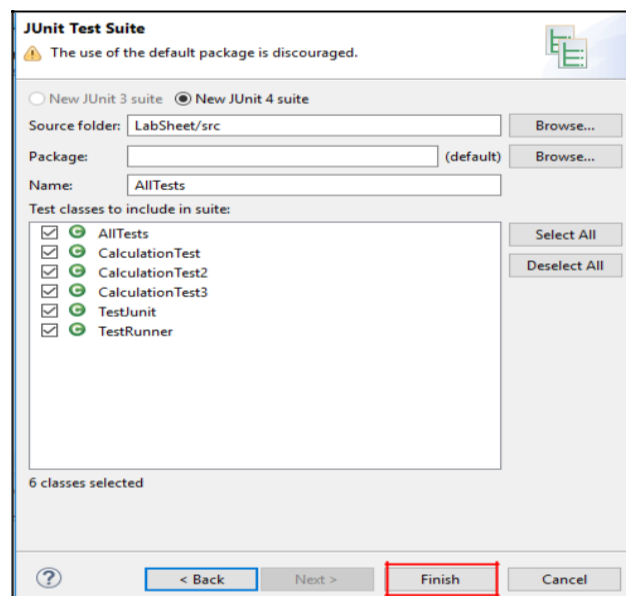 JUnit Test Suite
The use of the default package is discouraged.
New JUnit 3 suite New JUnit 4 suite
Source folder: LabSheet/src Browse...
Package: (default) Browse...
Name: AllTests
Test classes to include in suite:
AllTests Select All
CalculationTest
CalculationTest2 Deselect All
CalculationTest3
TestJunit
TestRunner
6 classes selected
? < Back Next > Finish Cancel